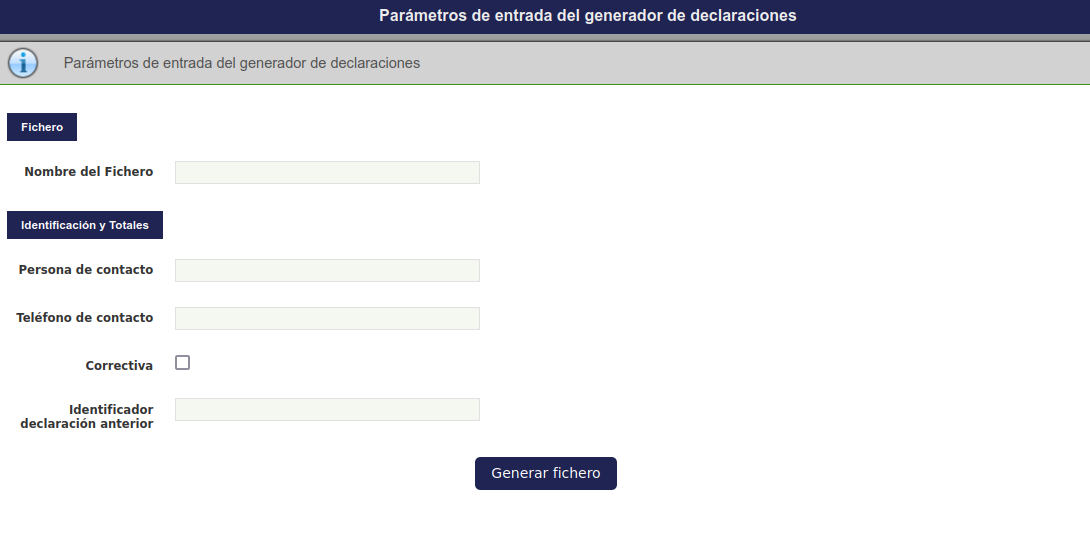 Parámetros de entrada del generador de declaraciones
Parámetros de entrada del generador de declaraciones
Fichero
Nombre del Fichero
Identificación y Totales
Persona de contacto
Teléfono de contacto
Correctiva
Identificador
declaración anterior
Generar fichero